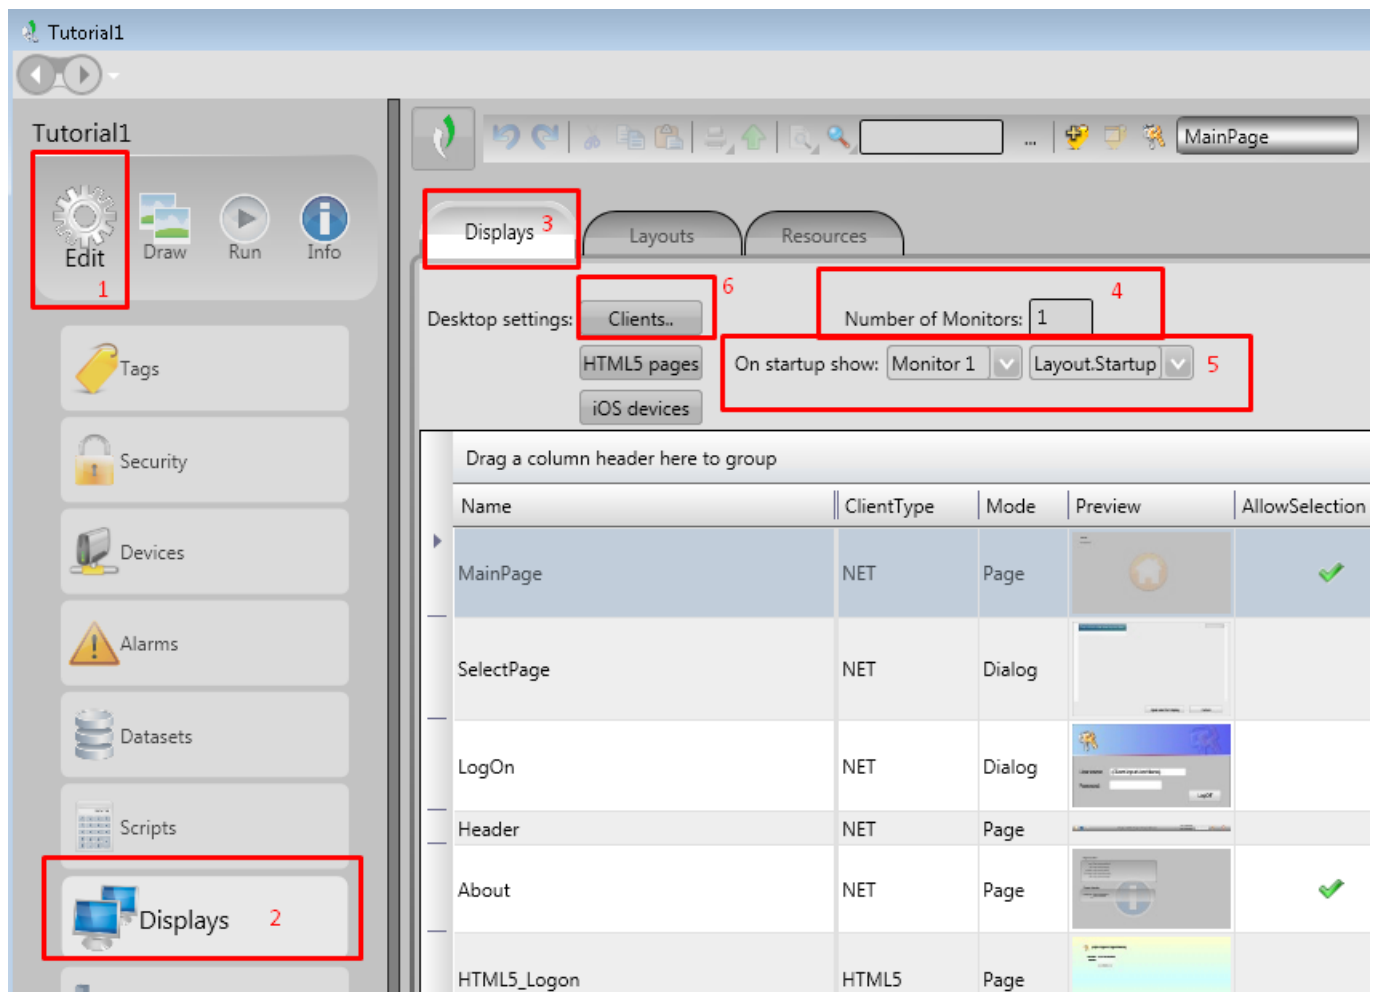 Tutorial1
Tutorial1
Edit
Draw
Run
Info
1
Tags
Security
Devices
Alarms
Datasets
Scripts
Displays 2
... MainPage
Displays 3 Layouts Resources
Desktop settings: Clients.. 6 Number of Monitors: 1 4
HTML5 pages On startup show: Monitor 1 Layout.Startup 5
iOS devices
Drag a column header here to group
Name ClientType Mode Preview AllowSelection
MainPage NET Page
SelectPage NET Dialog
LogOn NET Dialog
Header NET Page
About NET Page
HTML5_Logon HTML5 Page